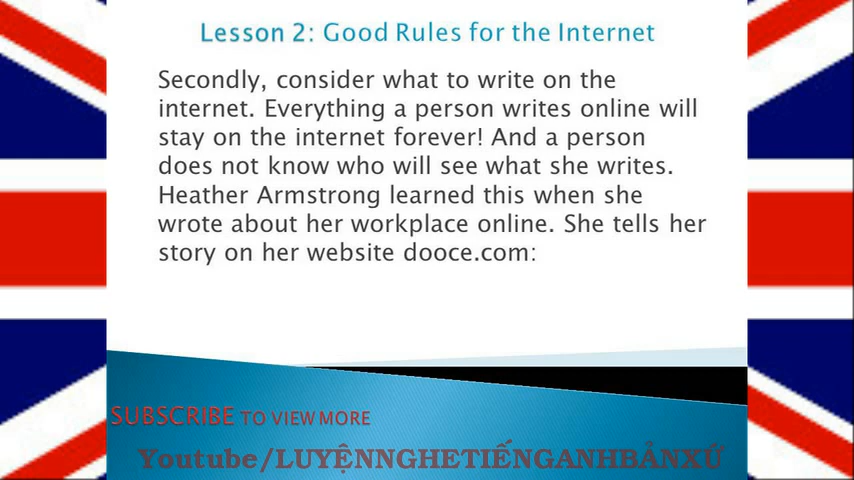 Lesson 2: Good Rules for the Internet
Secondly, consider what to write on the
internet. Everything a person writes online will
stay on the internet forever! And a person
does not know who will see what she writes.
Heather Armstrong learned this when she
wrote about her workplace online. She tells her
story on her website dooce.com:
SUBSCRIBE TO VIEW MORE
Youtube/LUYỆNNGHETIẾNGANHBẢNXỨ